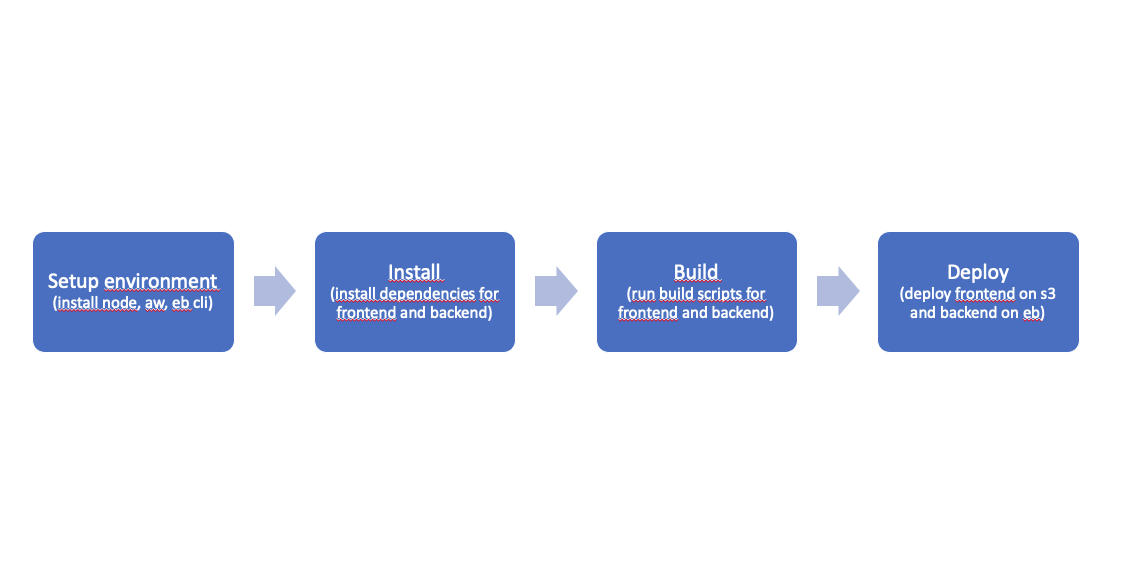 Setup environment
(install node, aw, eb cli)
Install
(install dependencies for
frontend and backend)
Build
(run build scripts for
frontend and backend)
Deploy
(deploy frontend on s3
and backend on eb)